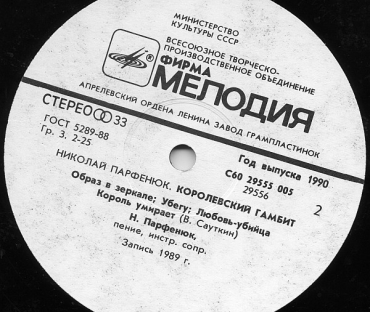 МИНИСТЕРСТВО
КУЛЬТУРЫ СССР
ВСЕСОЮЗНОЕ ТВОРЧЕСКО-
ПРОИЗВОДСТВЕННОЕ ОБЪЕДИНЕНИЕ
ФИРМА
МЕЛОДИЯ
АПРЕЛЕВСКИЙ ОРДЕНА ЛЕНИНА ЗАВОД ГРАМПЛАСТИНОК
СТЕРЕО 33
ГОСТ 5289-88
Гр. 3. 2-25
Год выпуска 1990
С60 29555 005
29556
2
НИКОЛАЙ ПАРФЕНЮК. КОРОЛЕВСКИЙ ГАМБИТ
Образ в зеркале; Убегу; Любовь-убийца
Король умирает (В. Сауткин)
Н. Парфенюк,
пение, инстр. сопр.
Запись 1989 г.